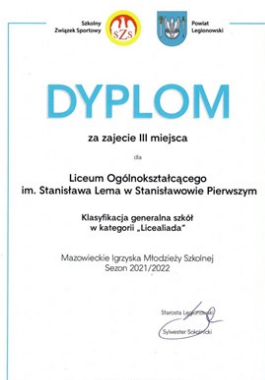 Szkolny
Związek Sportowy
SZS
Powiat
Legionowski
DYPLOM
za zajecie III miejsca
dla
Liceum Ogólnokształcącego
im. Stanisława Lema w Stanisławowie Pierwszym
Klasyfikacja generalna szkół
w kategorii „Licealiada”
Mazowieckie Igrzyska Młodzieży Szkolnej
Sezon 2021/2022
Starosta Legionowski
Sylwester Sokolnicki